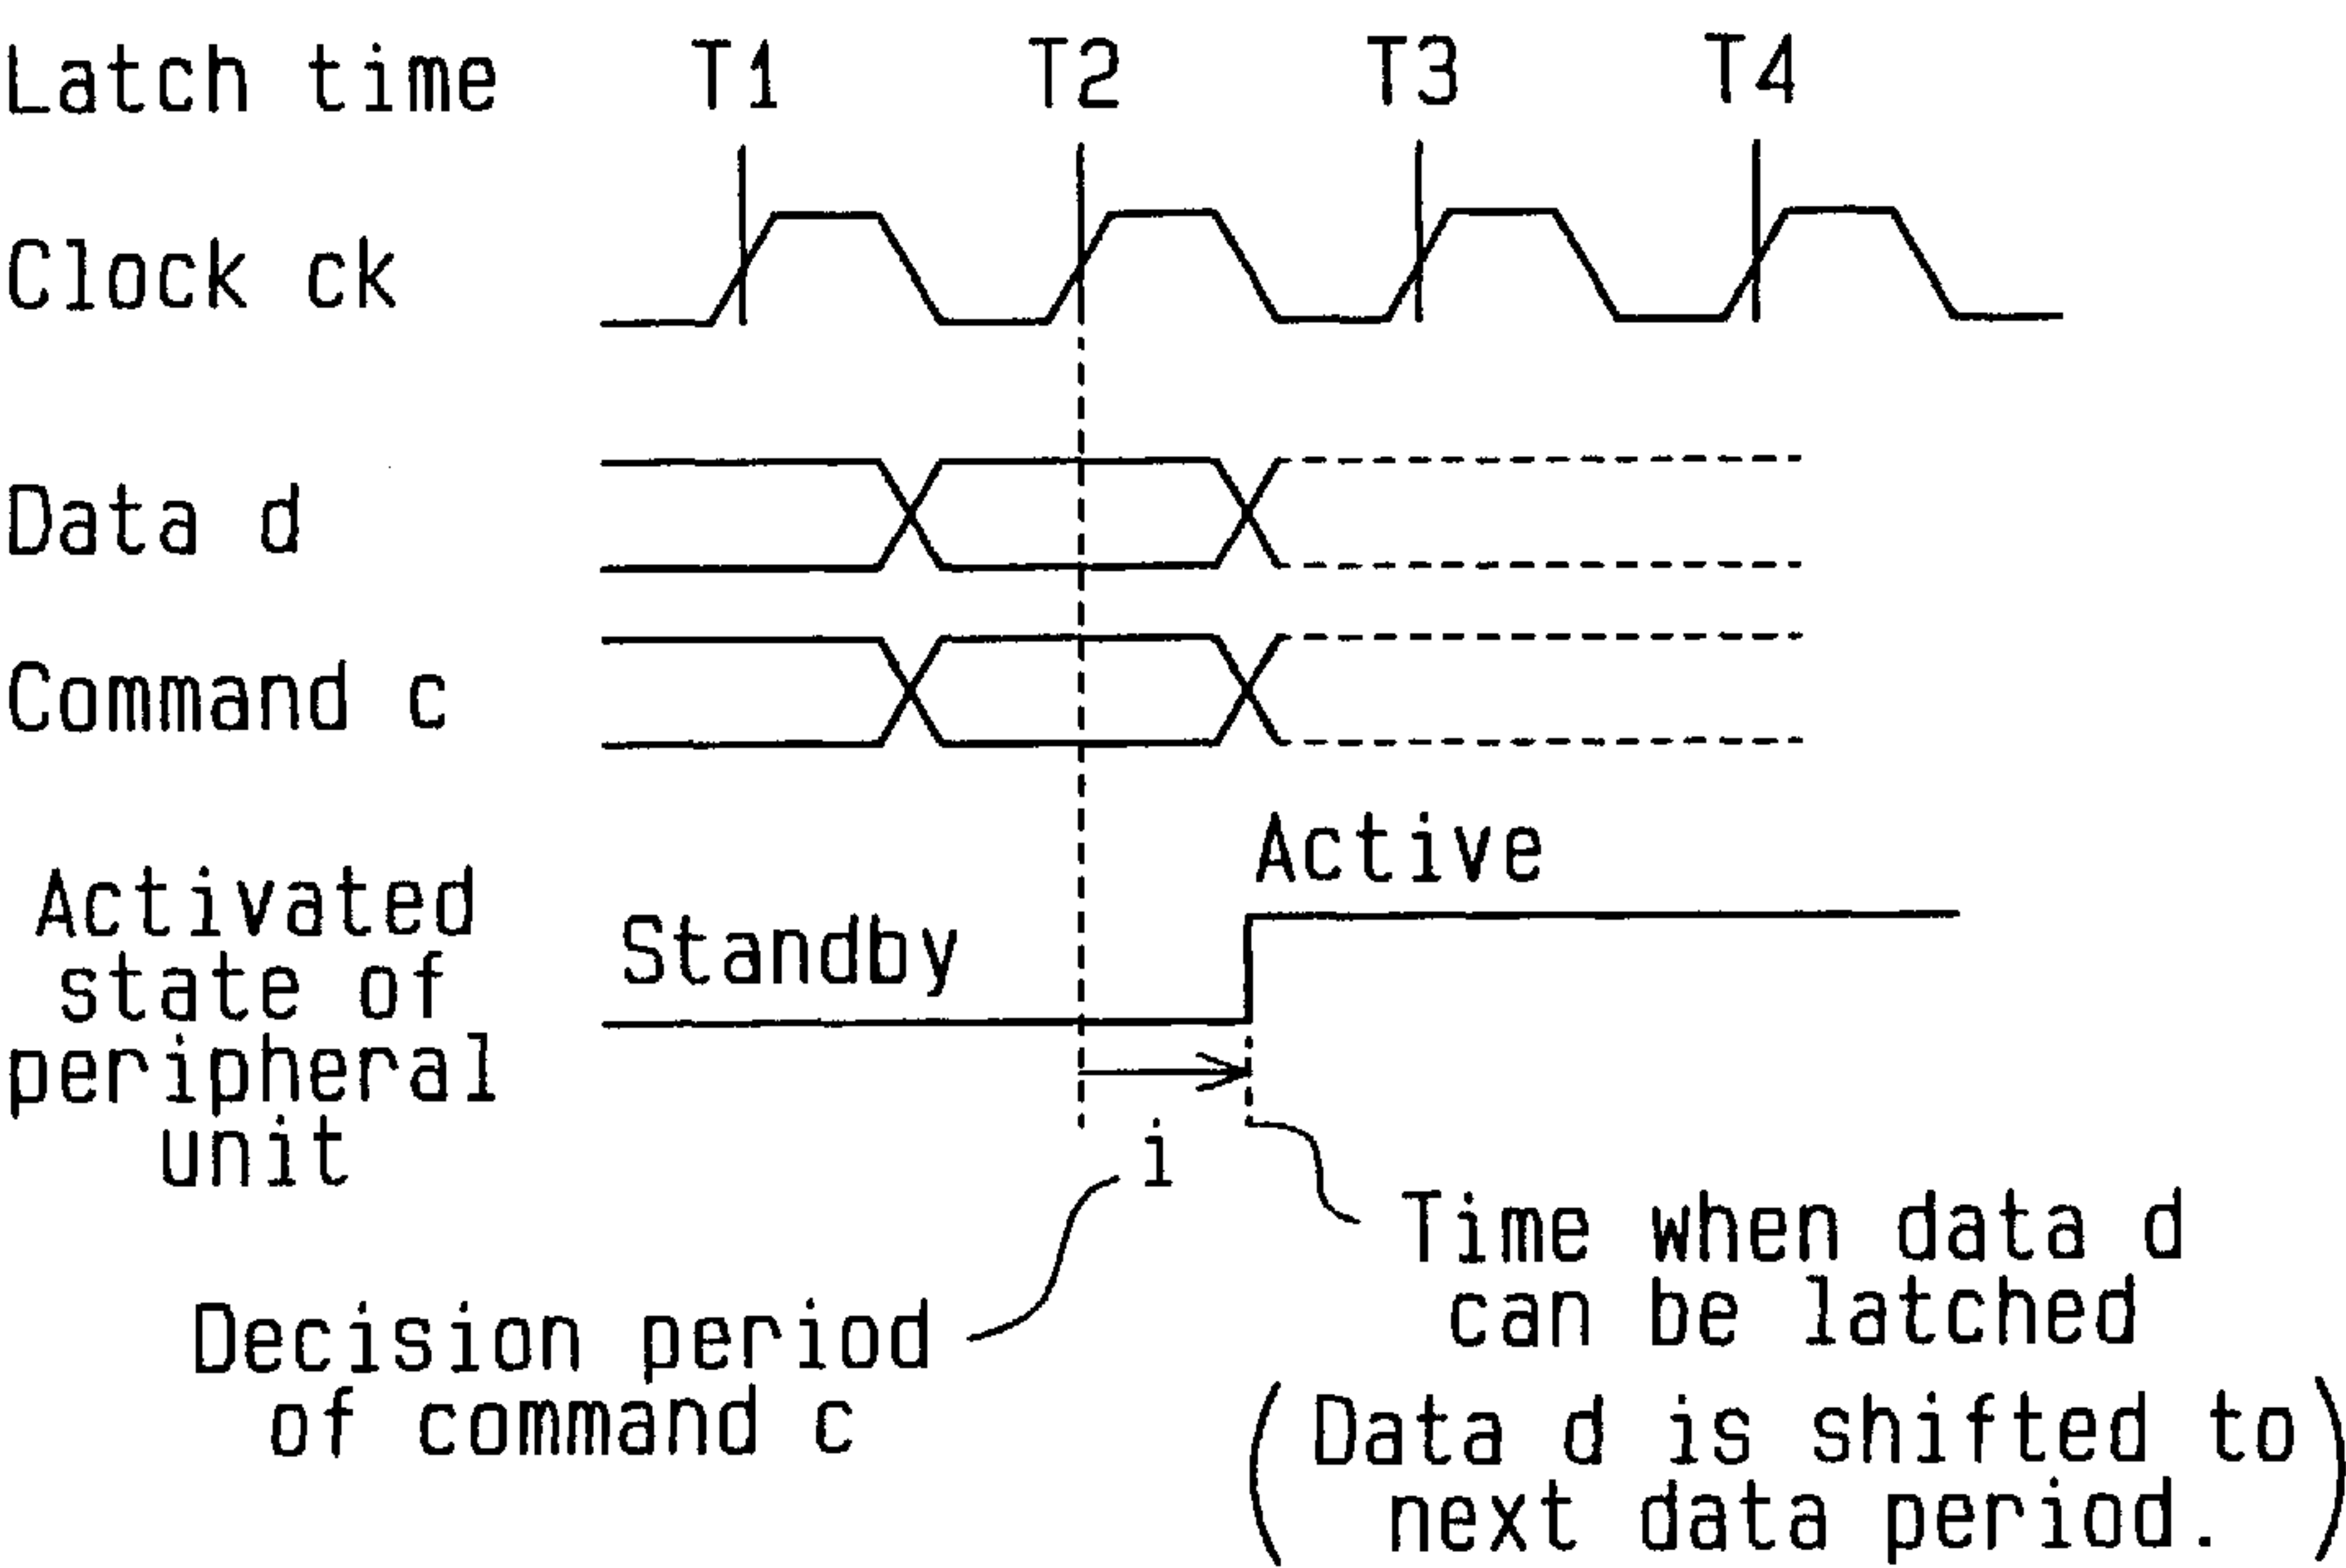 Latch time T1 T2 T3 T4
Clock ck
Data d
Command c
Active
Activated
Standby
state of
peripheral
unit
i
Time when data d
can be latched
Decision period
of command c
(Data d is shifted to
next data period.)